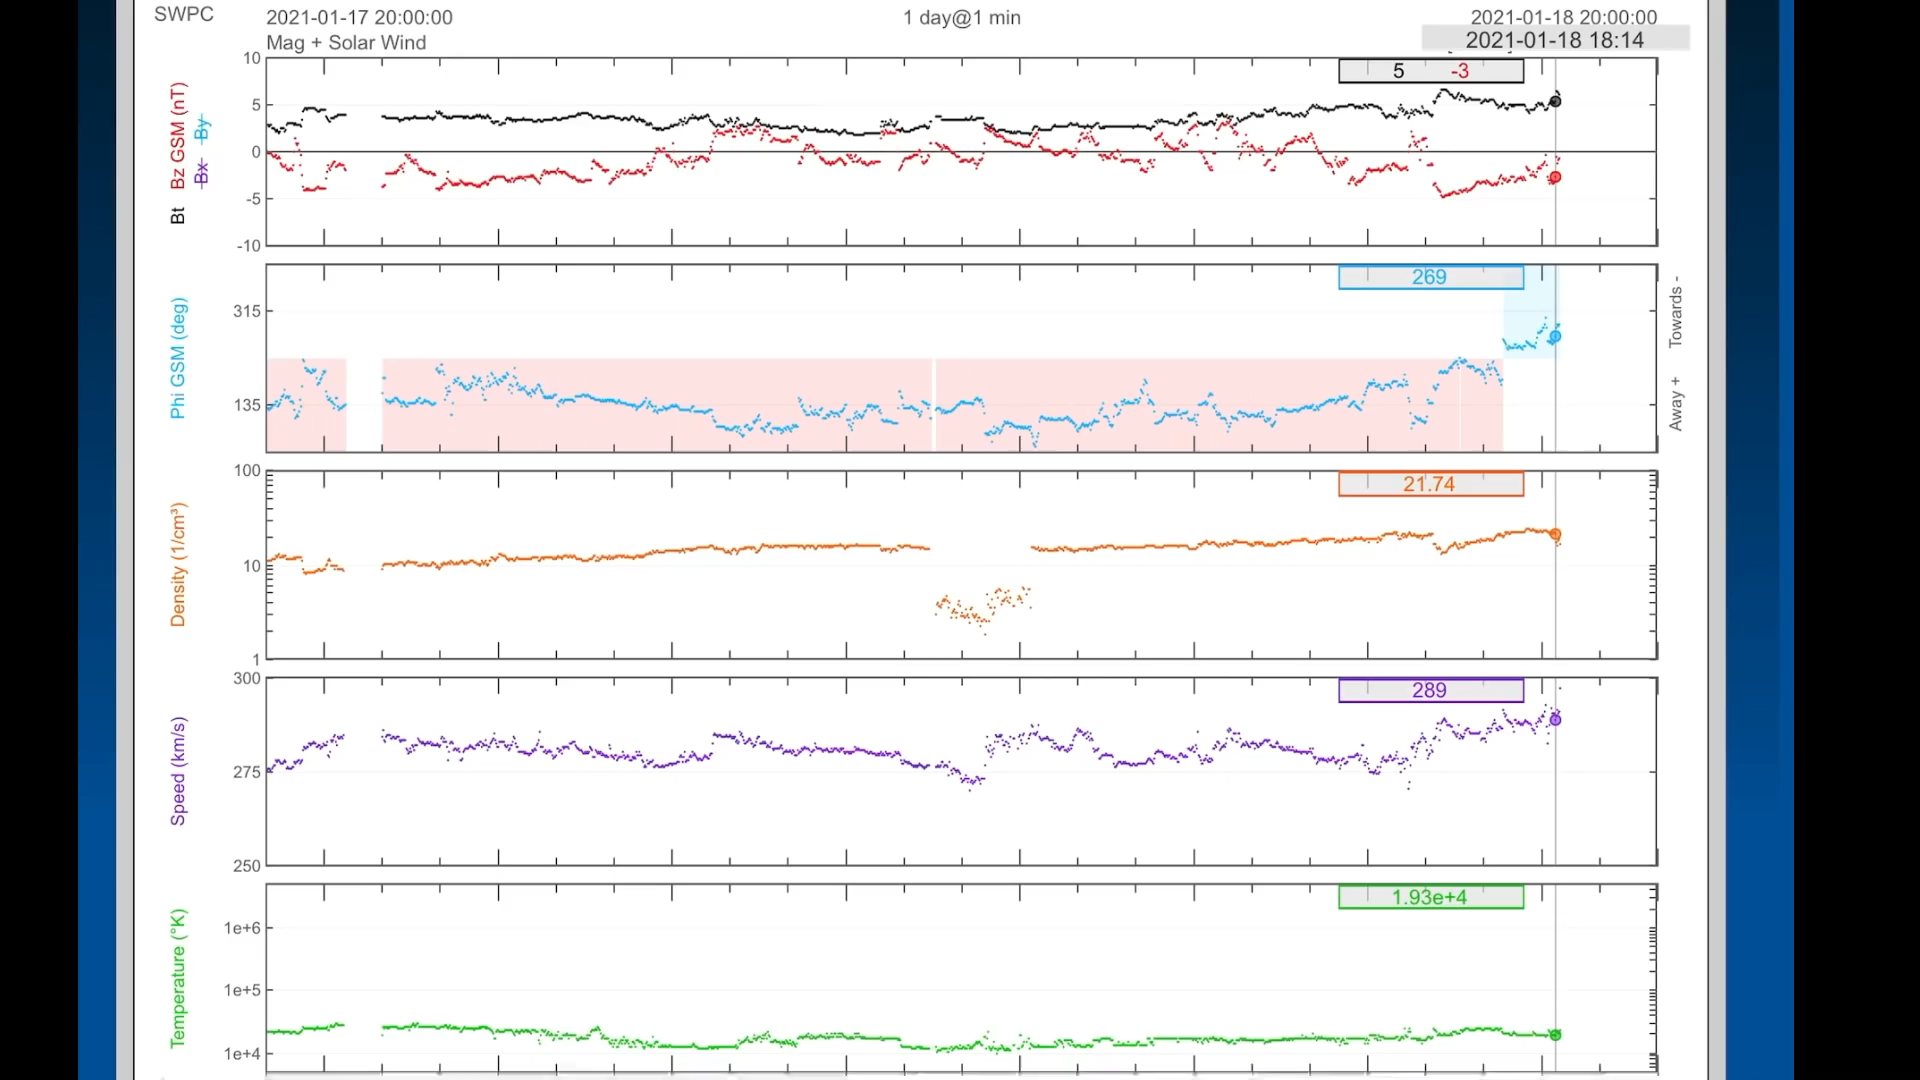 SWPC
2021-01-17 20:00:00
1 day@1 min
2021-01-18 20:00:00
Mag + Solar Wind
2021-01-18 18:14
Bt Bz GSM (nT)
Bx By
10
5
0
-5
-10
5 -3
Phi GSM (deg)
315
135
269
Towards -
Away +
Density (1/cm³)
100
10
1
21.74
Speed (km/s)
300
275
250
289
Temperature (°K)
1e+6
1e+5
1e+4
1.93e+4